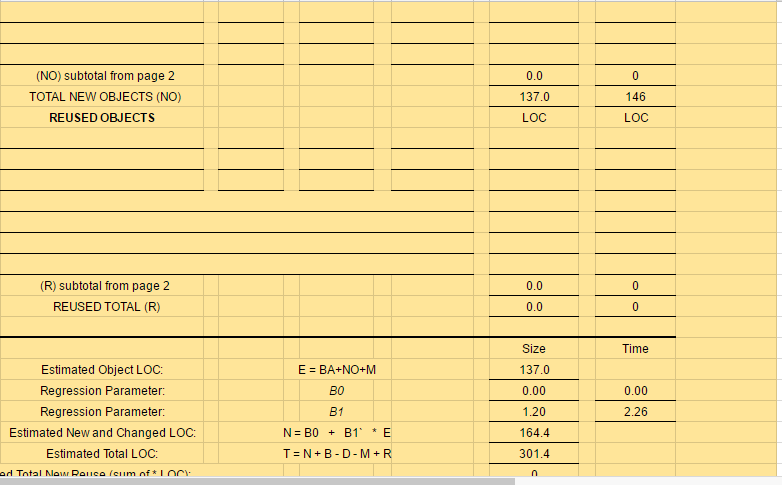 (NO) subtotal from page 2 0.0 0
TOTAL NEW OBJECTS (NO) 137.0 146
REUSED OBJECTS LOC LOC
(R) subtotal from page 2 0.0 0
REUSED TOTAL (R) 0.0 0
Size Time
Estimated Object LOC: E = BA+NO+M 137.0
Regression Parameter: B0 0.00 0.00
Regression Parameter: B1 1.20 2.26
Estimated New and Changed LOC: N = B0 + B1` * E 164.4
Estimated Total LOC: T = N + B - D - M + R 301.4
ed Total New Reuse (sum of * LOC): 0